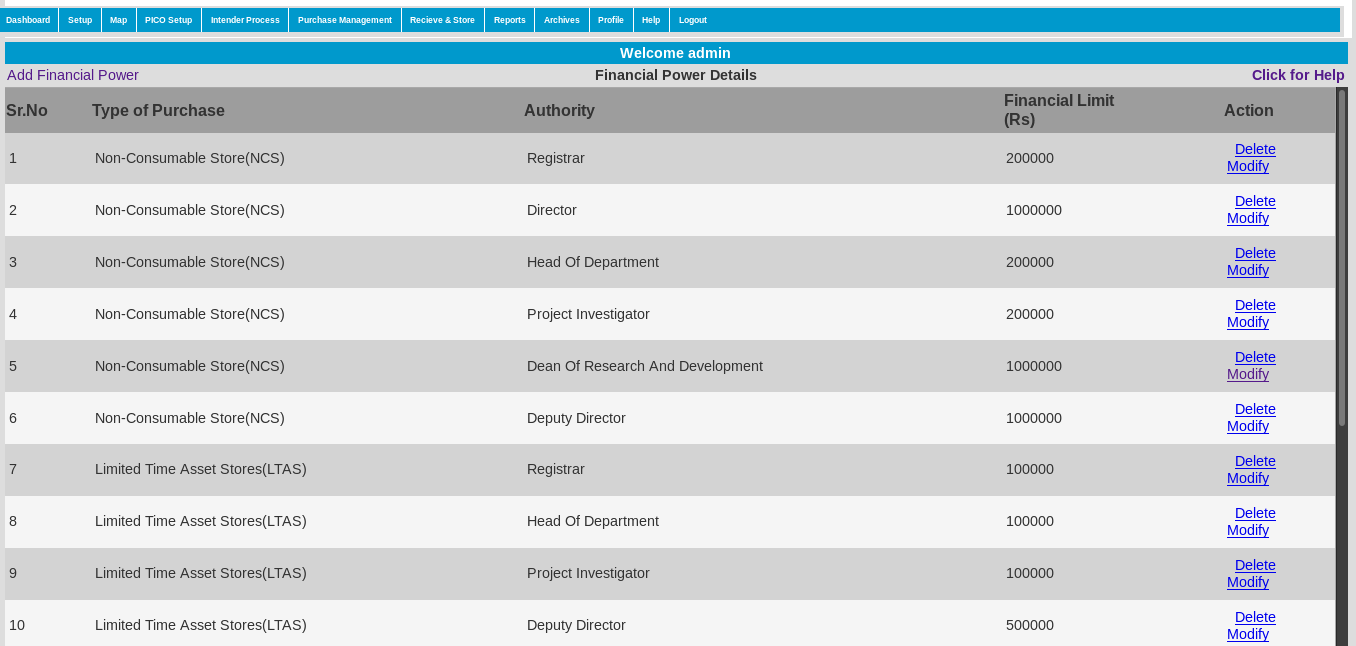 Dashboard Setup Map PICO Setup Intender Process Purchase Management Recieve & Store Reports Archives Profile Help Logout
Welcome admin
Add Financial Power Financial Power Details Click for Help
Sr.No Type of Purchase Authority Financial Limit (Rs) Action
1 Non-Consumable Store(NCS) Registrar 200000 Delete Modify
2 Non-Consumable Store(NCS) Director 1000000 Delete Modify
3 Non-Consumable Store(NCS) Head Of Department 200000 Delete Modify
4 Non-Consumable Store(NCS) Project Investigator 200000 Delete Modify
5 Non-Consumable Store(NCS) Dean Of Research And Development 1000000 Delete Modify
6 Non-Consumable Store(NCS) Deputy Director 1000000 Delete Modify
7 Limited Time Asset Stores(LTAS) Registrar 100000 Delete Modify
8 Limited Time Asset Stores(LTAS) Head Of Department 100000 Delete Modify
9 Limited Time Asset Stores(LTAS) Project Investigator 100000 Delete Modify
10 Limited Time Asset Stores(LTAS) Deputy Director 500000 Delete Modify